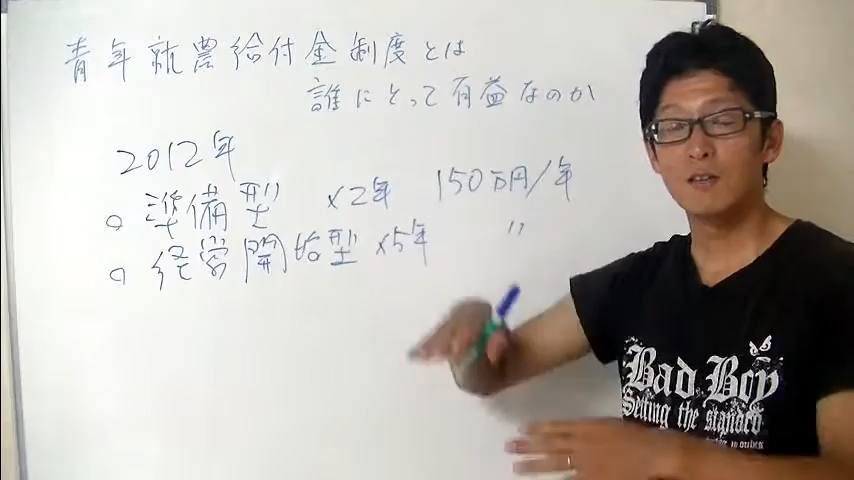 青年就農給付金制度とは
誰にとって有益なのか
2012年
○ 準備型 ×2年 150万円/年
○ 経営開始型 ×5年 〃
Bad Boy
Setting the standard